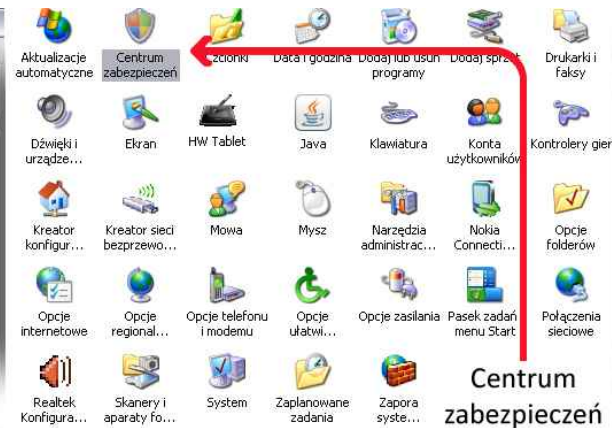 Aktualizacje automatyczne
Centrum zabezpieczeń
Czcionki
Data i godzina
Dodaj lub usuń programy
Dodaj sprzęt
Drukarki i faksy
Dźwięki i urządze...
Ekran
HW Tablet
Java
Klawiatura
Konta użytkowników
Kontrolery gier
Kreator konfigur...
Kreator sieci bezprzewo...
Mowa
Mysz
Narzędzia administrac...
Nokia Connecti...
Opcje folderów
Opcje internetowe
Opcje regional...
Opcje telefonu i modemu
Opcje ułatwi...
Opcje zasilania
Pasek zadań menu Start
Połączenia sieciowe
Realtek Konfigura...
Skanery i aparaty fo...
System
Zaplanowane zadania
Zapora syste...
Centrum
zabezpieczeń